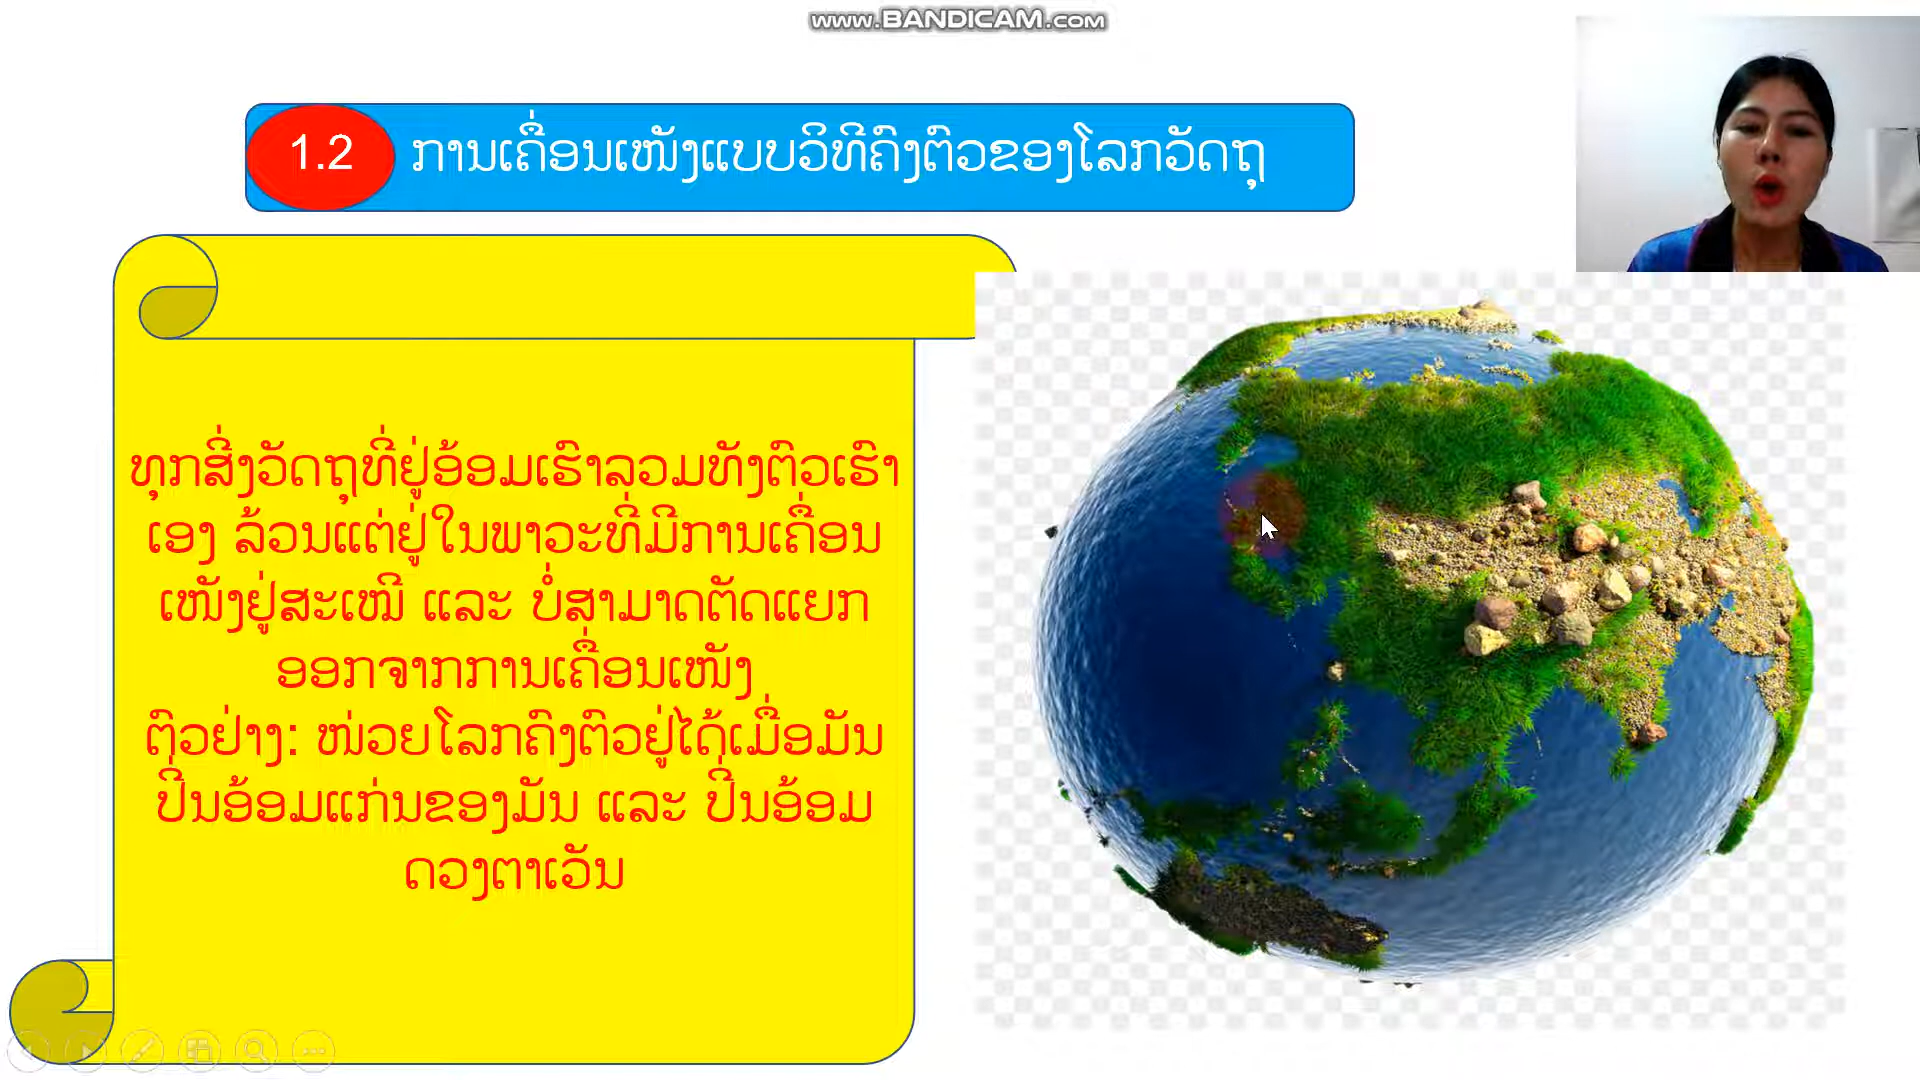 www.BANDICAM.com
1.2 ການເຄື່ອນເໜັງແບບວິທີຄົງຕົວຂອງໂລກວັດຖຸ
ທຸກສິ່ງວັດຖຸທີ່ຢູ່ອ້ອມເຮົາລວມທັງຕົວເຮົາ
ເອງ ລ້ວນແຕ່ຢູ່ໃນພາວະທີ່ມີການເຄື່ອນ
ເໜັງຢູ່ສະເໝີ ແລະ ບໍ່ສາມາດຕັດແຍກ
ອອກຈາກການເຄື່ອນເໜັງ
ຕົວຢ່າງ: ໜ່ວຍໂລກຄົງຕົວຢູ່ໄດ້ເມື່ອມັນ
ປິ່ນອ້ອມແກ່ນຂອງມັນ ແລະ ປິ່ນອ້ອມ
ດວງຕາເວັນ